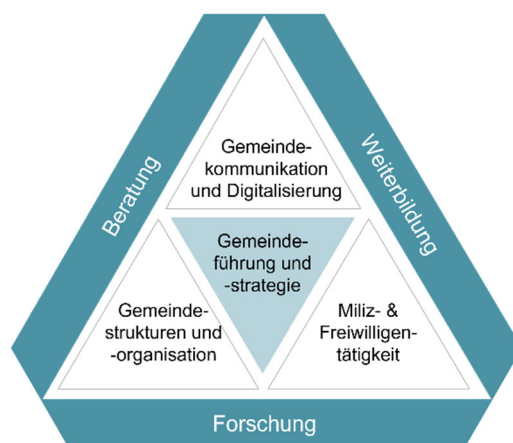 Beratung
Weiterbildung
Gemeinde-
kommunikation
und Digitalisierung
Gemeinde-
führung und
-strategie
Gemeinde-
strukturen und
-organisation
Miliz- &
Freiwilligen-
tätigkeit
Forschung